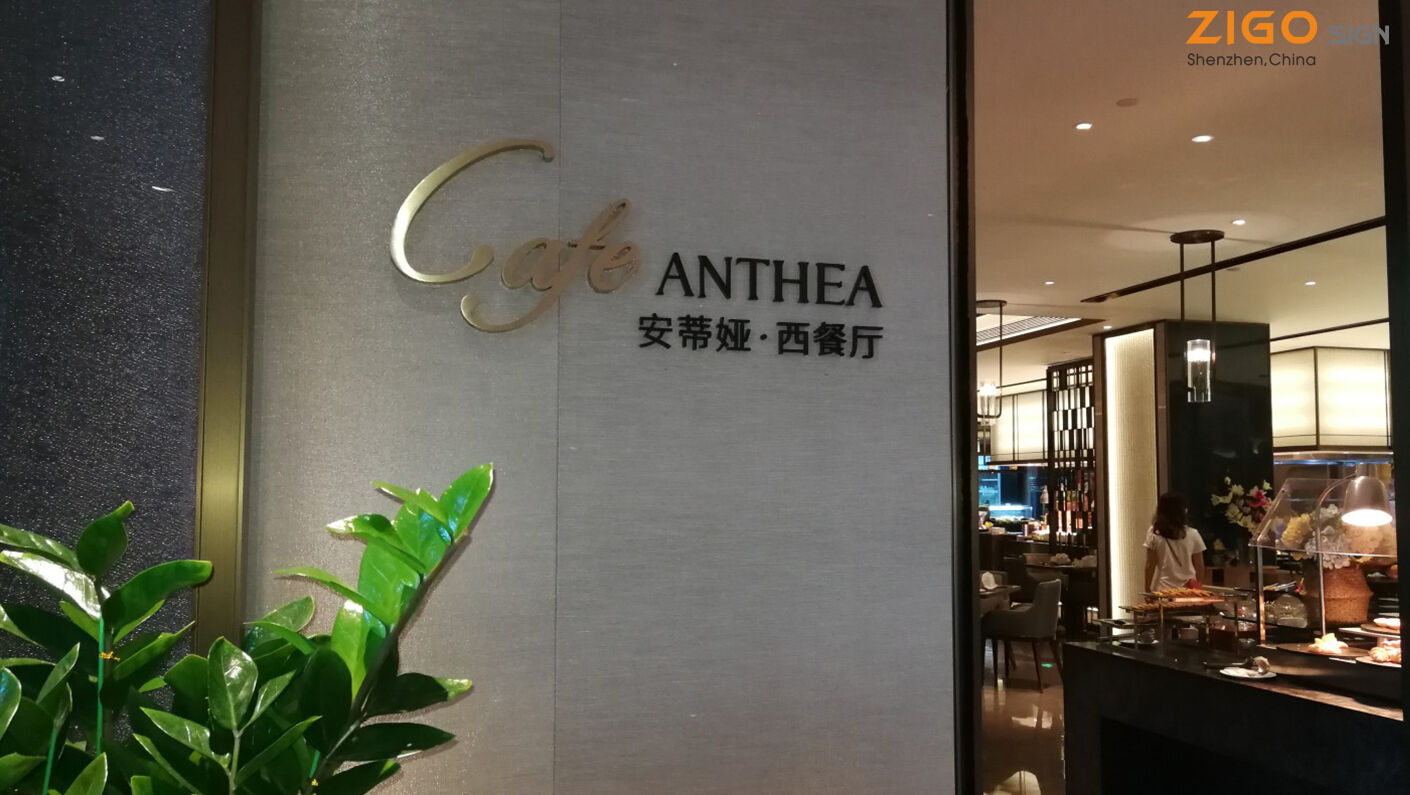 ZIGO SIGN
Shenzhen,China
Cafe ANTHEA
安蒂娅·西餐厅